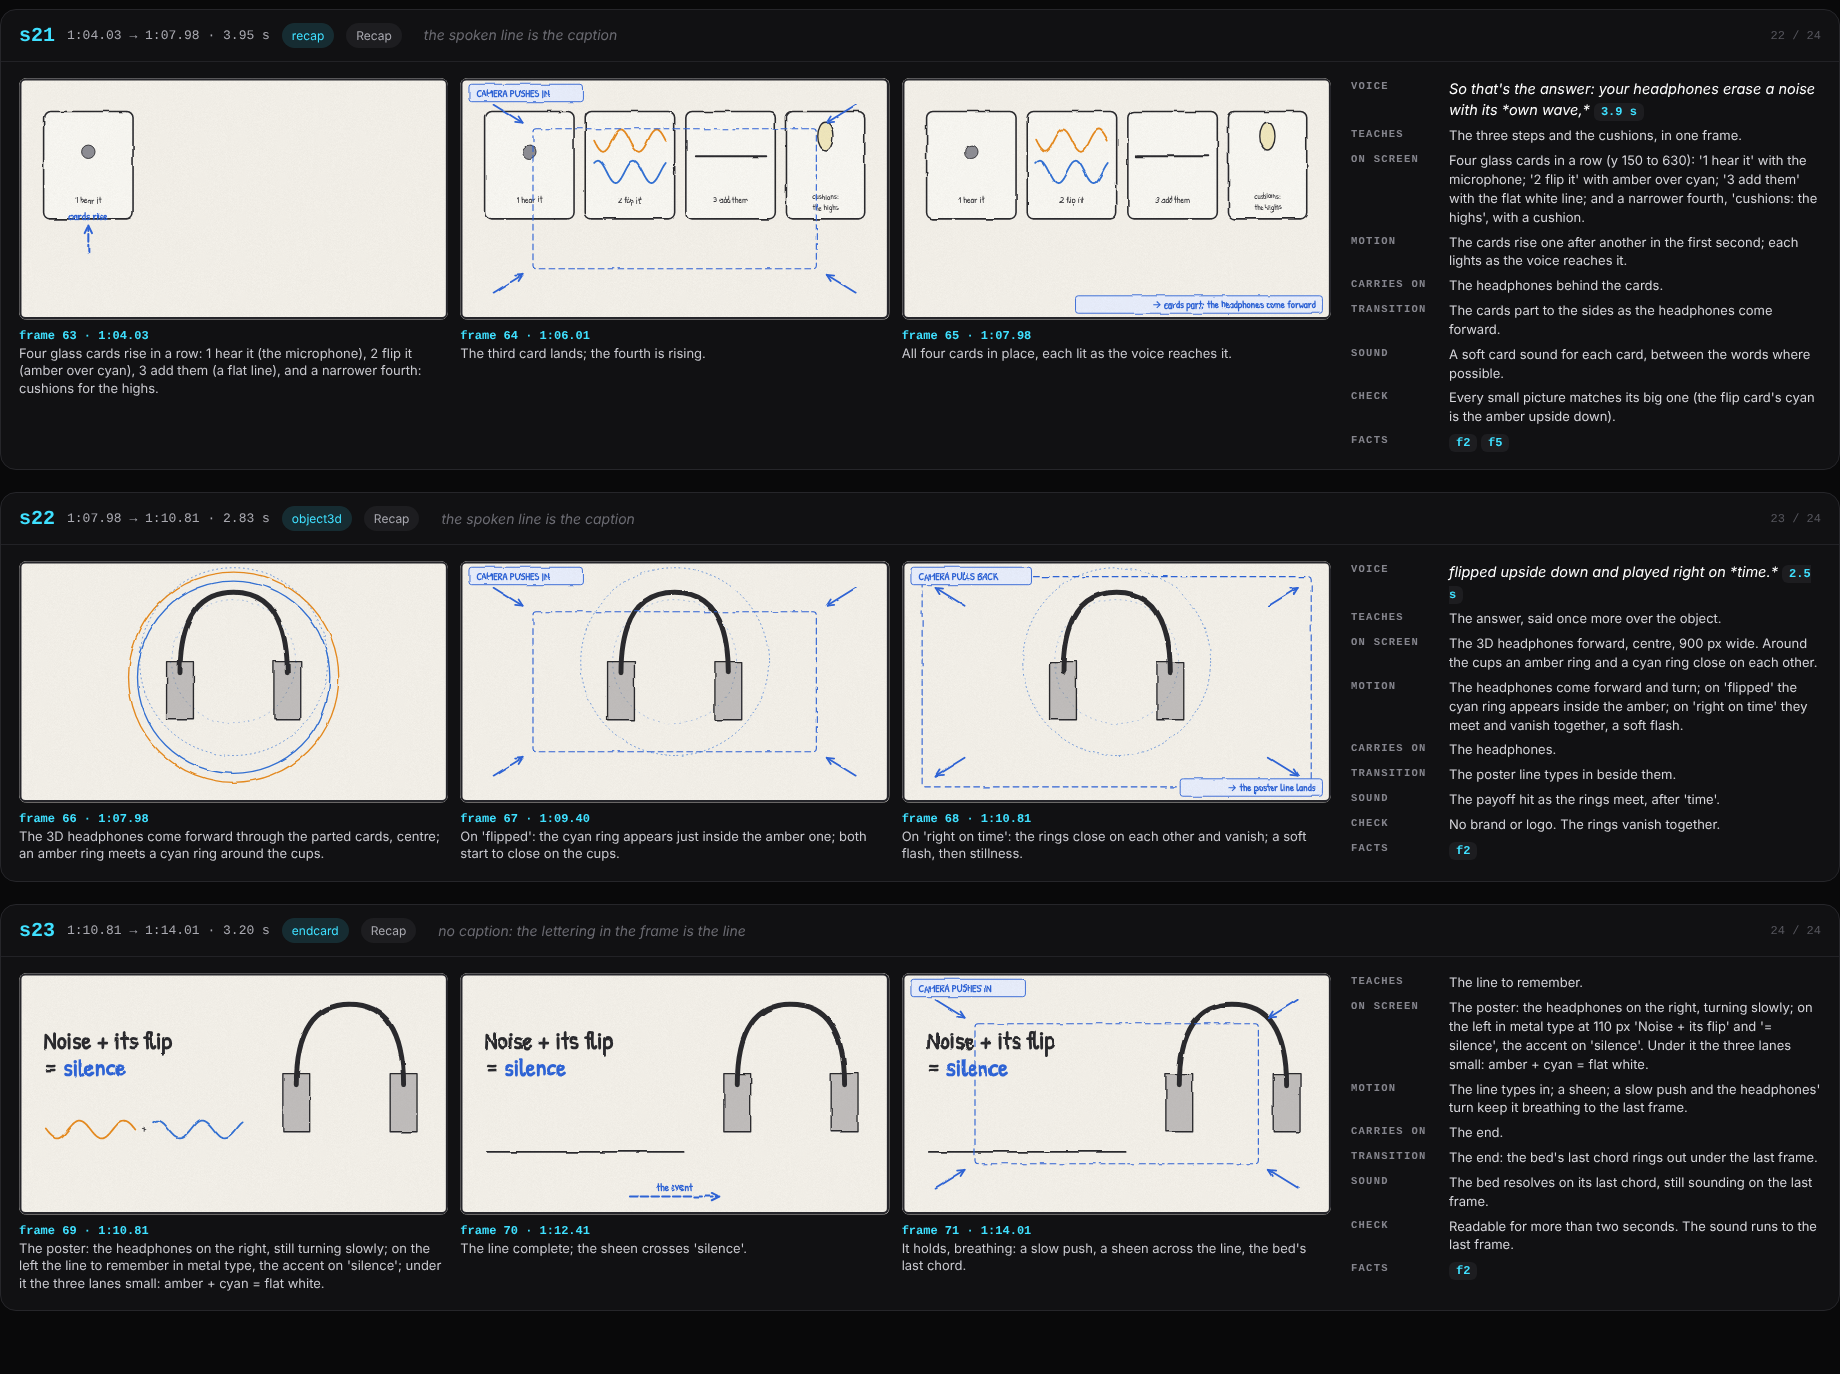 s21 1:04.03 → 1:07.98 · 3.95 s recap Recap the spoken line is the caption 22 / 24
1 hear it
cards rise
CAMERA PUSHES IN
1 hear it
2 flip it
3 add them
cushions:
the highs
1 hear it
2 flip it
3 add them
cushions:
the highs
→ cards part; the headphones come forward
frame 63 · 1:04.03
Four glass cards rise in a row: 1 hear it (the microphone), 2 flip it
(amber over cyan), 3 add them (a flat line), and a narrower fourth:
cushions for the highs.
frame 64 · 1:06.01
The third card lands; the fourth is rising.
frame 65 · 1:07.98
All four cards in place, each lit as the voice reaches it.
VOICE
So that's the answer: your headphones erase a noise
with its *own wave,* 3.9 s
TEACHES
The three steps and the cushions, in one frame.
ON SCREEN
Four glass cards in a row (y 150 to 630): '1 hear it' with the
microphone; '2 flip it' with amber over cyan; '3 add them'
with the flat white line; and a narrower fourth, 'cushions: the
highs', with a cushion.
MOTION
The cards rise one after another in the first second; each
lights as the voice reaches it.
CARRIES ON
The headphones behind the cards.
TRANSITION
The cards part to the sides as the headphones come
forward.
SOUND
A soft card sound for each card, between the words where
possible.
CHECK
Every small picture matches its big one (the flip card's cyan
is the amber upside down).
FACTS
f2 f5
s22 1:07.98 → 1:10.81 · 2.83 s object3d Recap the spoken line is the caption 23 / 24
CAMERA PUSHES IN
CAMERA PULLS BACK
→ the poster line lands
frame 66 · 1:07.98
The 3D headphones come forward through the parted cards, centre;
an amber ring meets a cyan ring around the cups.
frame 67 · 1:09.40
On 'flipped': the cyan ring appears just inside the amber one; both
start to close on the cups.
frame 68 · 1:10.81
On 'right on time': the rings close on each other and vanish; a soft
flash, then stillness.
VOICE
flipped upside down and played right on *time.* 2.5
s
TEACHES
The answer, said once more over the object.
ON SCREEN
The 3D headphones forward, centre, 900 px wide. Around
the cups an amber ring and a cyan ring close on each other.
MOTION
The headphones come forward and turn; on 'flipped' the
cyan ring appears inside the amber; on 'right on time' they
meet and vanish together, a soft flash.
CARRIES ON
The headphones.
TRANSITION
The poster line types in beside them.
SOUND
The payoff hit as the rings meet, after 'time'.
CHECK
No brand or logo. The rings vanish together.
FACTS
f2
s23 1:10.81 → 1:14.01 · 3.20 s endcard Recap no caption: the lettering in the frame is the line 24 / 24
Noise + its flip
= silence
+
Noise + its flip
= silence
the event
CAMERA PUSHES IN
Noise + its flip
= silence
frame 69 · 1:10.81
The poster: the headphones on the right, still turning slowly; on the
left the line to remember in metal type, the accent on 'silence'; under
it the three lanes small: amber + cyan = flat white.
frame 70 · 1:12.41
The line complete; the sheen crosses 'silence'.
frame 71 · 1:14.01
It holds, breathing: a slow push, a sheen across the line, the bed's
last chord.
TEACHES
The line to remember.
ON SCREEN
The poster: the headphones on the right, turning slowly; on
the left in metal type at 110 px 'Noise + its flip' and '=
silence', the accent on 'silence'. Under it the three lanes
small: amber + cyan = flat white.
MOTION
The line types in; a sheen; a slow push and the headphones'
turn keep it breathing to the last frame.
CARRIES ON
The end.
TRANSITION
The end: the bed's last chord rings out under the last frame.
SOUND
The bed resolves on its last chord, still sounding on the last
frame.
CHECK
Readable for more than two seconds. The sound runs to the
last frame.
FACTS
f2